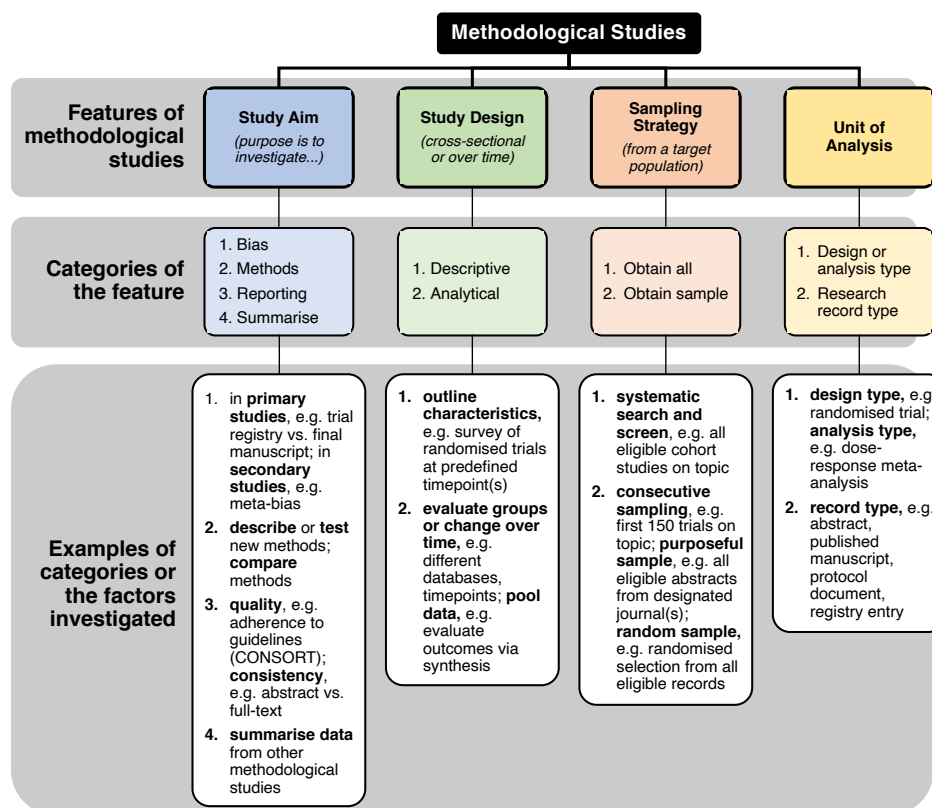 Methodological Studies
Features of
methodological
studies
Study Aim
(purpose is to
investigate...)
Study Design
(cross-sectional
or over time)
Sampling
Strategy
(from a target
population)
Unit of
Analysis
Categories of
the feature
1. Bias
2. Methods
3. Reporting
4. Summarise
1. Descriptive
2. Analytical
1. Obtain all
2. Obtain sample
1. Design or
analysis type
2. Research
record type
Examples of
categories or
the factors
investigated
1. in primary
studies, e.g. trial
registry vs. final
manuscript; in
secondary
studies, e.g.
meta-bias
2. describe or test
new methods;
compare
methods
3. quality, e.g.
adherence to
guidelines
(CONSORT);
consistency,
e.g. abstract vs.
full-text
4. summarise data
from other
methodological
studies
1. outline
characteristics,
e.g. survey of
randomised trials
at predefined
timepoint(s)
2. evaluate groups
or change over
time, e.g.
different
databases,
timepoints; pool
data, e.g.
evaluate
outcomes via
synthesis
1. systematic
search and
screen, e.g. all
eligible cohort
studies on topic
2. consecutive
sampling, e.g.
first 150 trials on
topic; purposeful
sample, e.g. all
eligible abstracts
from designated
journal(s);
random sample,
e.g. randomised
selection from all
eligible records
1. design type, e.g.
randomised trial;
analysis type,
e.g. dose-
response meta-
analysis
2. record type, e.g.
abstract,
published
manuscript,
protocol
document,
registry entry